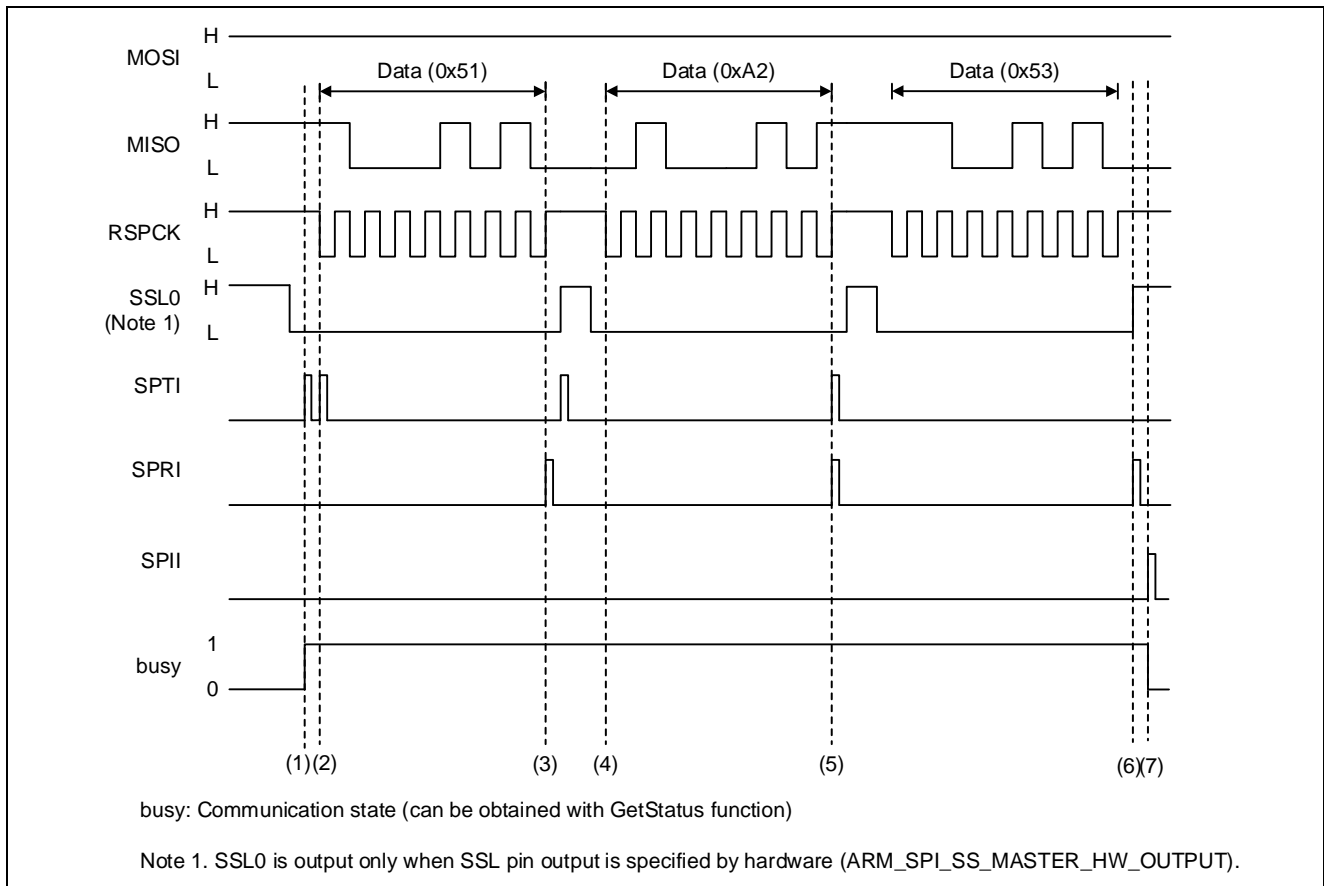 H
MOSI
L
Data (0x51) Data (0xA2) Data (0x53)
H
MISO
L
H
RSPCK
L
H
SSL0
(Note 1)
L
SPTI
SPRI
SPII
1
busy
0
(1)(2) (3) (4) (5) (6)(7)
busy: Communication state (can be obtained with GetStatus function)
Note 1. SSL0 is output only when SSL pin output is specified by hardware (ARM_SPI_SS_MASTER_HW_OUTPUT).